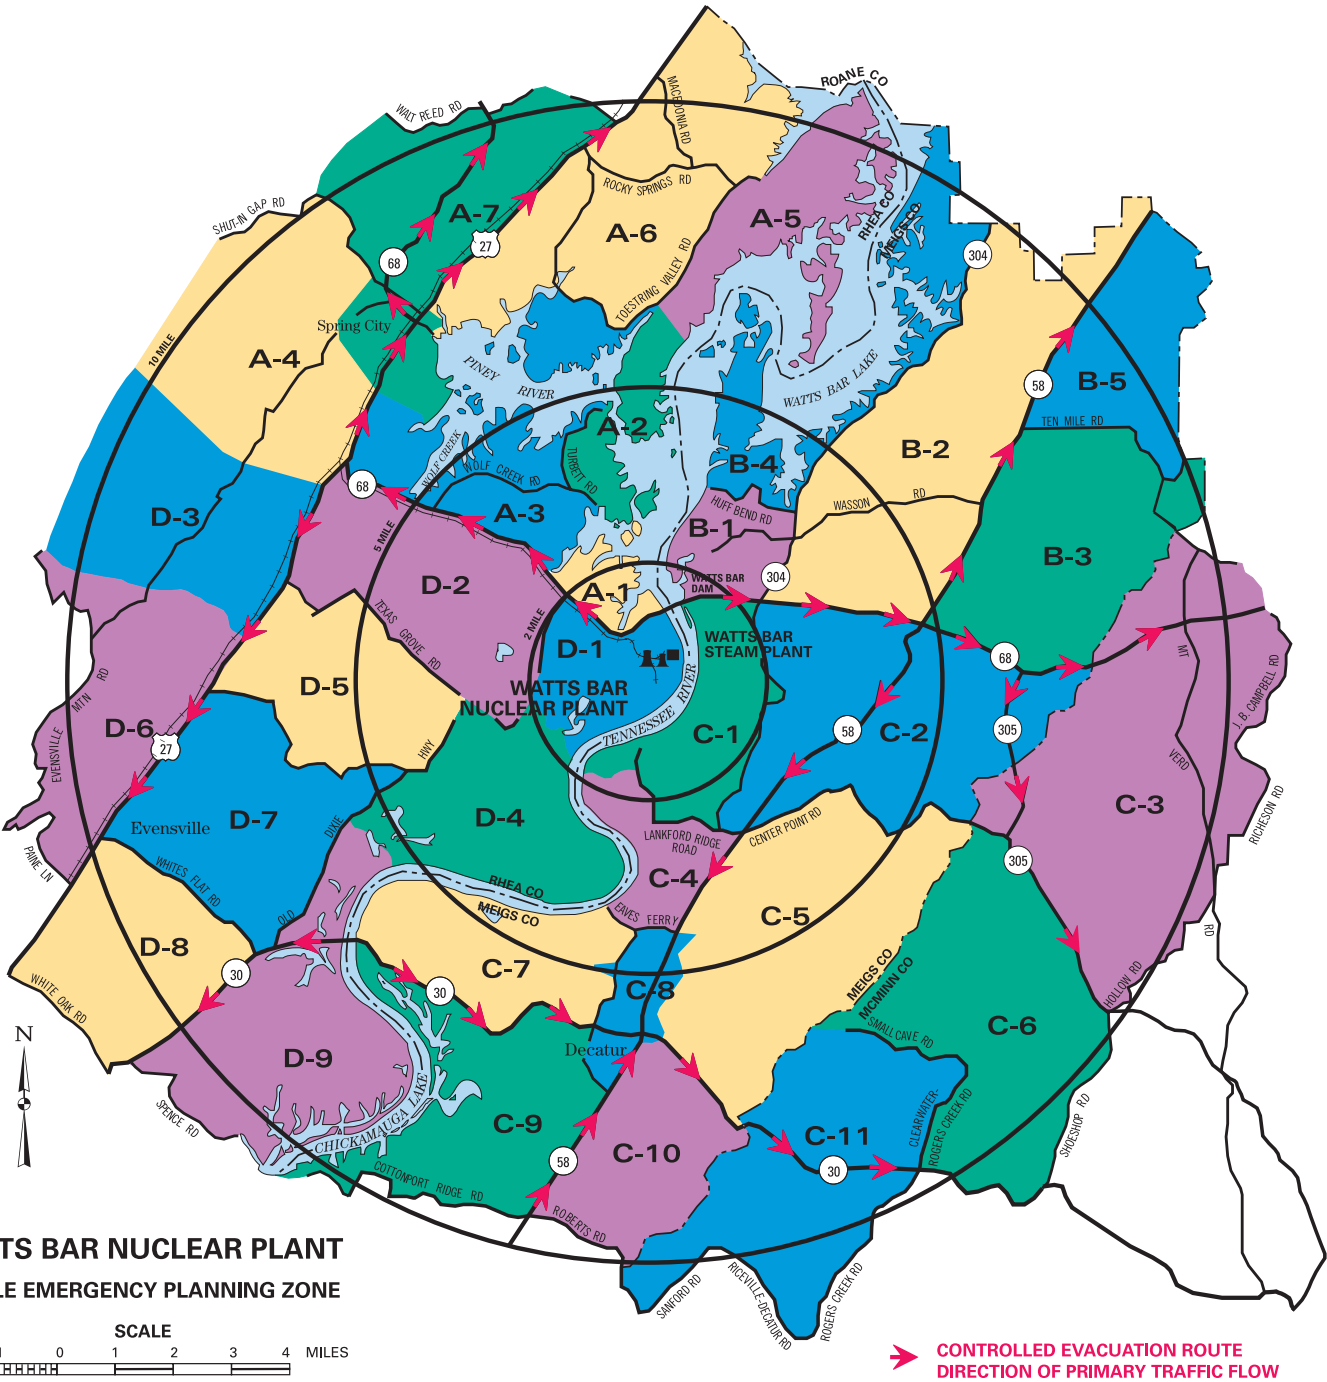 ROANE CO
WALT REED RD
MACEDONIA RD
ROCKY SPRINGS RD
SHUT-IN GAP RD
A-7
A-6
A-5
RHEA CO
MEIGS CO
27
68
304
TOESTRING VALLEY RD
Spring City
10 MILE
A-4
PINEY RIVER
WATTS BAR LAKE
58
B-5
TEN MILE RD
A-2
B-2
WOLF CREEK
WOLF CREEK RD
TURBETT RD
B-4
68
D-3
A-3
HUFF BEND RD
B-1
WASSON RD
5 MILE
B-3
D-2
A-1
WATTS BAR
DAM
304
2 MILE
TEXAS GROVE RD
D-1
WATTS BAR
STEAM PLANT
68
MT VERD RD
J. B. CAMPBELL RD
EVENSVILLE MTN RD
D-5
WATTS BAR
NUCLEAR PLANT
TENNESSEE RIVER
D-6
27
C-1
58
C-2
305
HWY
C-3
RICHESON RD
Evensville
D-7
DIXIE
D-4
LANKFORD RIDGE
ROAD
CENTER POINT RD
PAINE LN
WHITES FLAT RD
305
C-4
RHEA CO
MEIGS CO
OLD
EAVES FERRY
C-5
D-8
30
C-7
30
C-8
MEIGS CO
MCMINN CO
HOLLOW RD
WHITE OAK RD
C-6
SMALL CAVE RD
N
Decatur
D-9
CHICKAMAUGA LAKE
SPENCE RD
C-9
C-10
C-11
CLEARWATER-
ROGERS CREEK RD
SHOESHOR RD
58
30
COTTONPORT RIDGE RD
ROBERTS RD
SANFORD RD
RICEVILLE-DECATUR RD
ROGERS CREEK RD
TS BAR NUCLEAR PLANT
LE EMERGENCY PLANNING ZONE
SCALE
1 0 1 2 3 4 MILES
CONTROLLED EVACUATION ROUTE
DIRECTION OF PRIMARY TRAFFIC FLOW